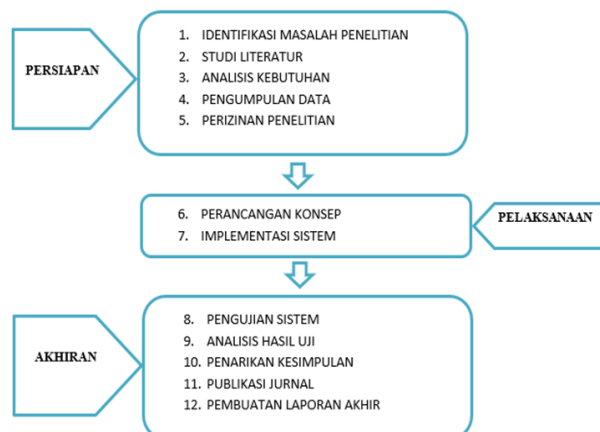 PERSIAPAN
1. IDENTIFIKASI MASALAH PENELITIAN
2. STUDI LITERATUR
3. ANALISIS KEBUTUHAN
4. PENGUMPULAN DATA
5. PERIZINAN PENELITIAN
6. PERANCANGAN KONSEP
7. IMPLEMENTASI SISTEM
PELAKSANAAN
AKHIRAN
8. PENGUJIAN SISTEM
9. ANALISIS HASIL UJI
10. PENARIKAN KESIMPULAN
11. PUBLIKASI JURNAL
12. PEMBUATAN LAPORAN AKHIR